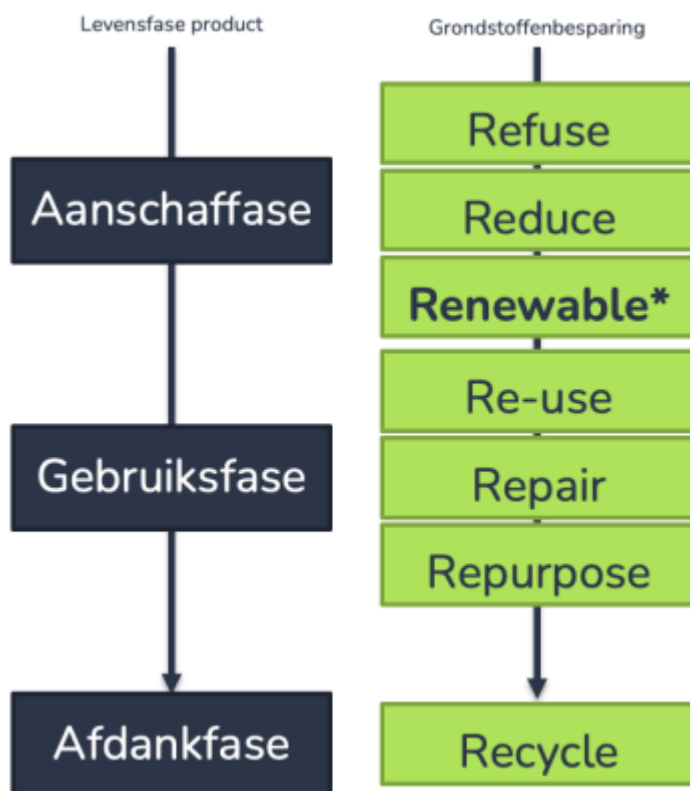 Levensfase product
Aanschaffase
Gebruiksfase
Afdankfase
Grondstoffenbesparing
Refuse
Reduce
Renewable*
Re-use
Repair
Repurpose
Recycle